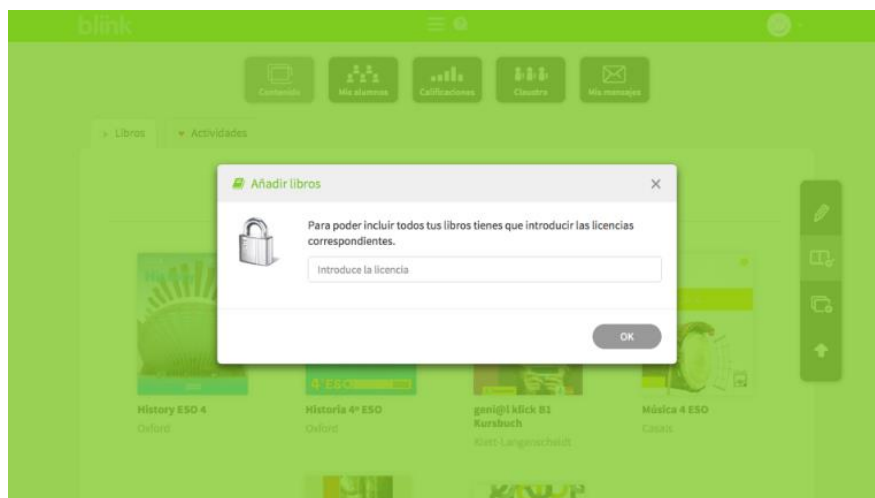 blink
Contenido
Mis alumnos
Calificaciones
Claustro
Mis mensajes
Libros
Actividades
Añadir libros
Para poder incluir todos tus libros tienes que introducir las licencias
correspondientes.
Introduce la licencia
OK
4ºESO
History ESO 4
Oxford
Historia 4º ESO
Oxford
geni@l klick B1
Kursbuch
Klett-Langenscheidt
Música 4 ESO
Casals